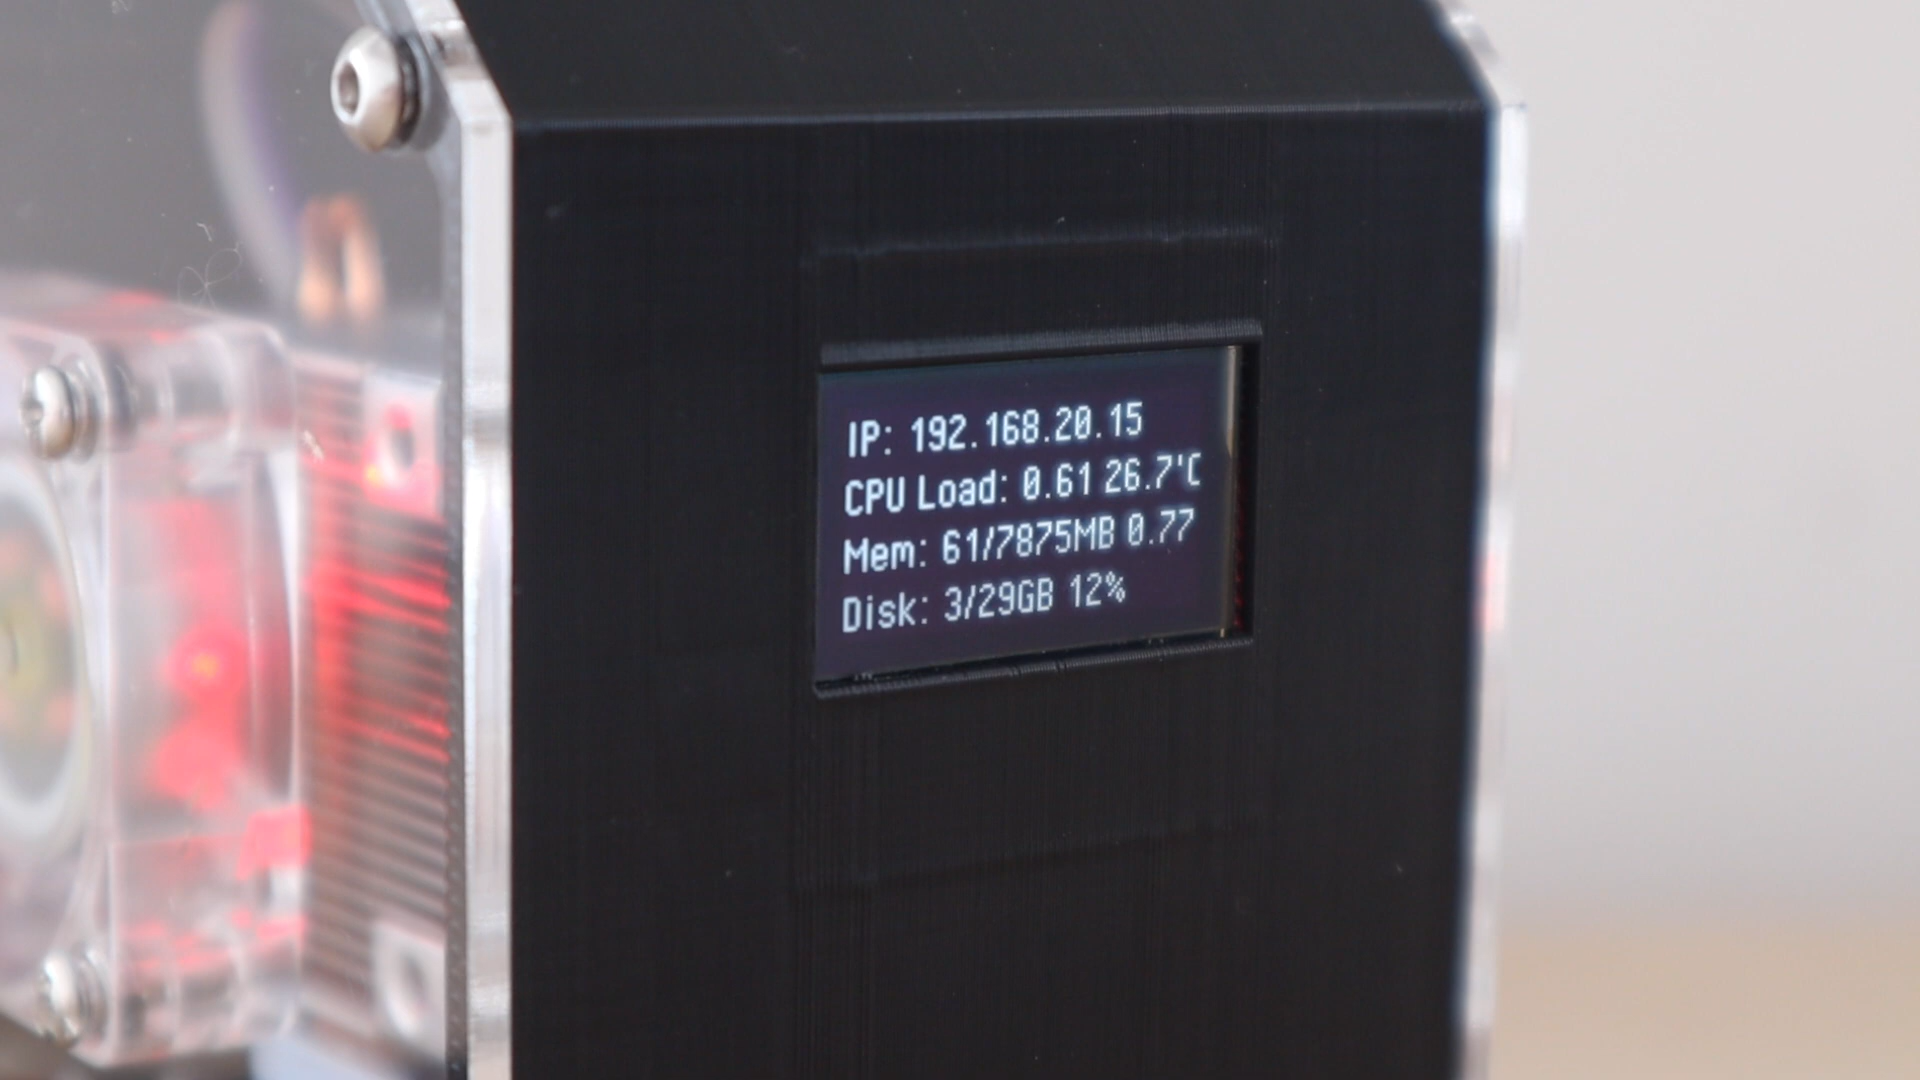 IP: 192.168.20.15
CPU Load: 0.61 26.7'C
Mem: 61/7875MB 0.77
Disk: 3/29GB 12%